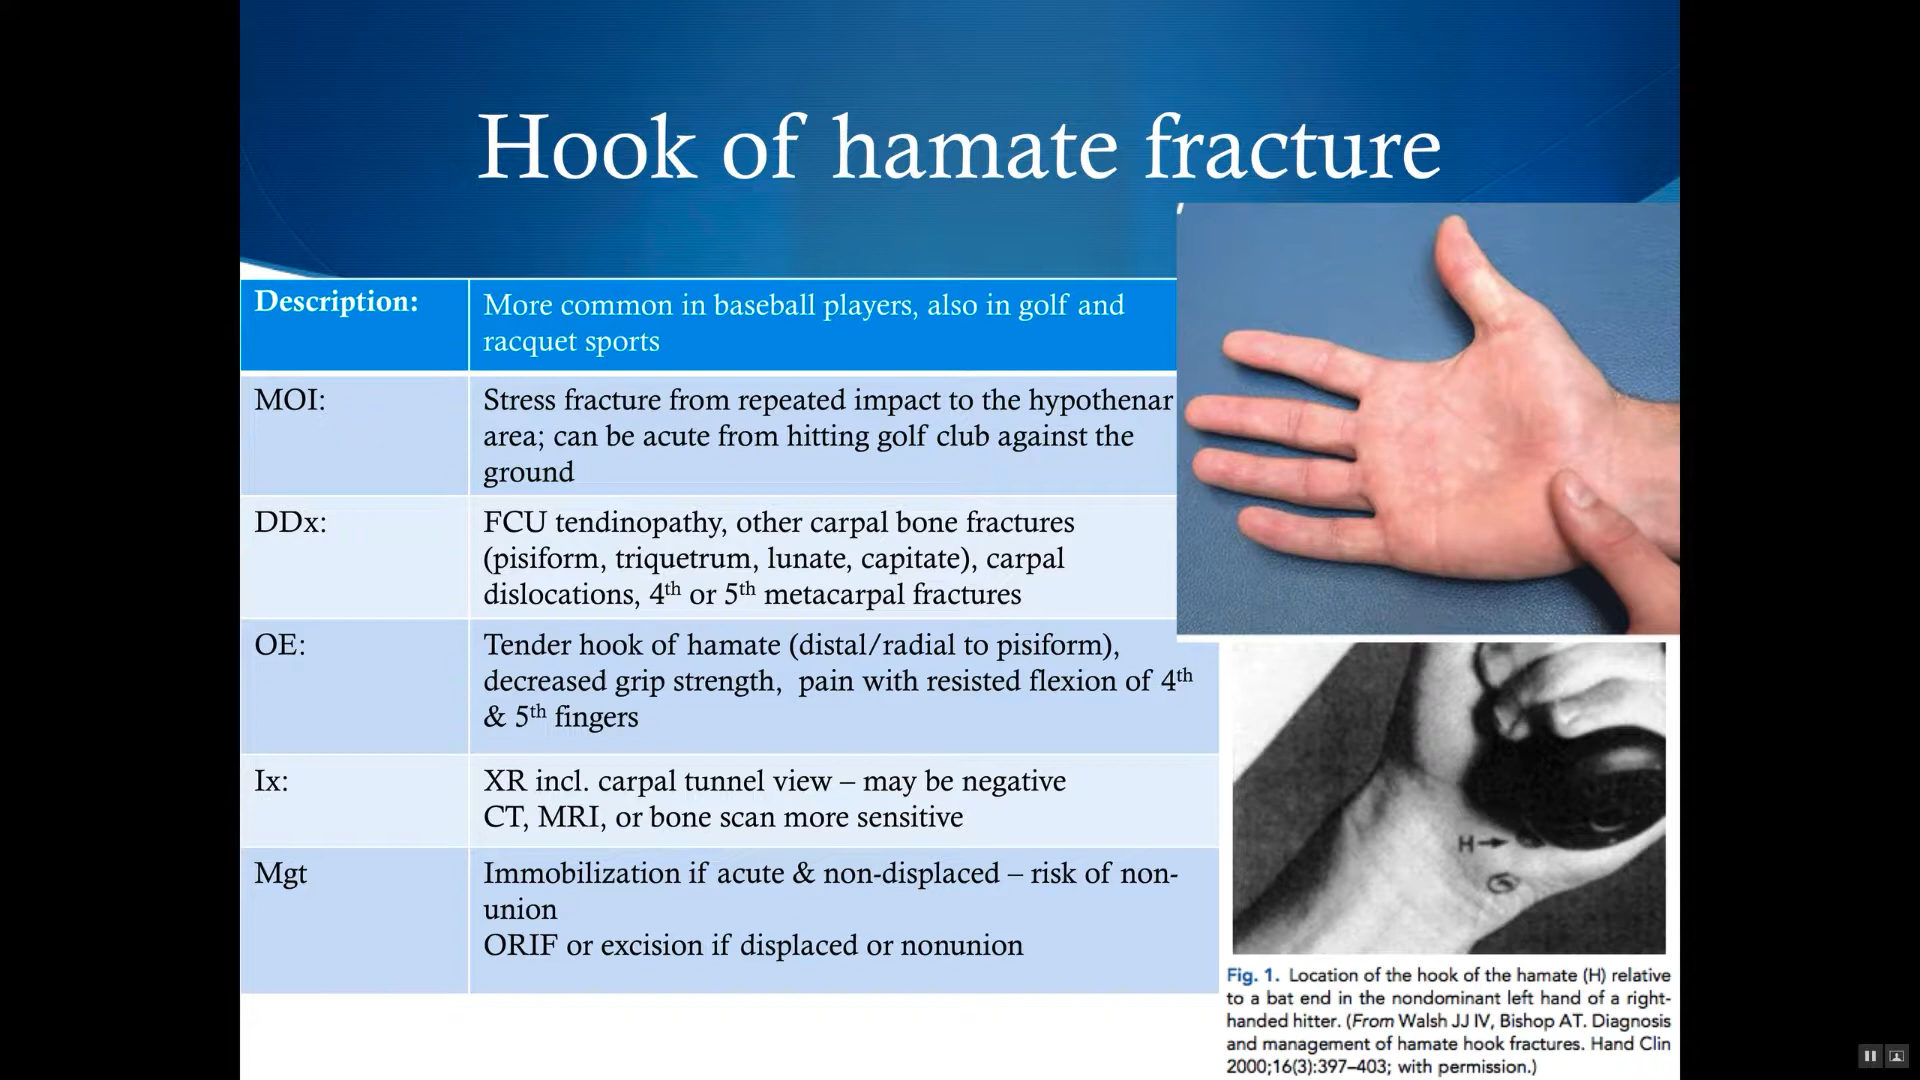 Hook of hamate fracture
Description:
More common in baseball players, also in golf and
racquet sports
MOI:
Stress fracture from repeated impact to the hypothenar
area; can be acute from hitting golf club against the
ground
DDx:
FCU tendinopathy, other carpal bone fractures
(pisiform, triquetrum, lunate, capitate), carpal
dislocations, 4th or 5th metacarpal fractures
OE:
Tender hook of hamate (distal/radial to pisiform),
decreased grip strength,  pain with resisted flexion of 4th
& 5th fingers
Ix:
XR incl. carpal tunnel view – may be negative
CT, MRI, or bone scan more sensitive
Mgt
Immobilization if acute & non-displaced – risk of non-
union
ORIF or excision if displaced or nonunion
H
Fig. 1. Location of the hook of the hamate (H) relative
to a bat end in the nondominant left hand of a right-
handed hitter. (From Walsh JJ IV, Bishop AT. Diagnosis
and management of hamate hook fractures. Hand Clin
2000;16(3):397–403; with permission.)